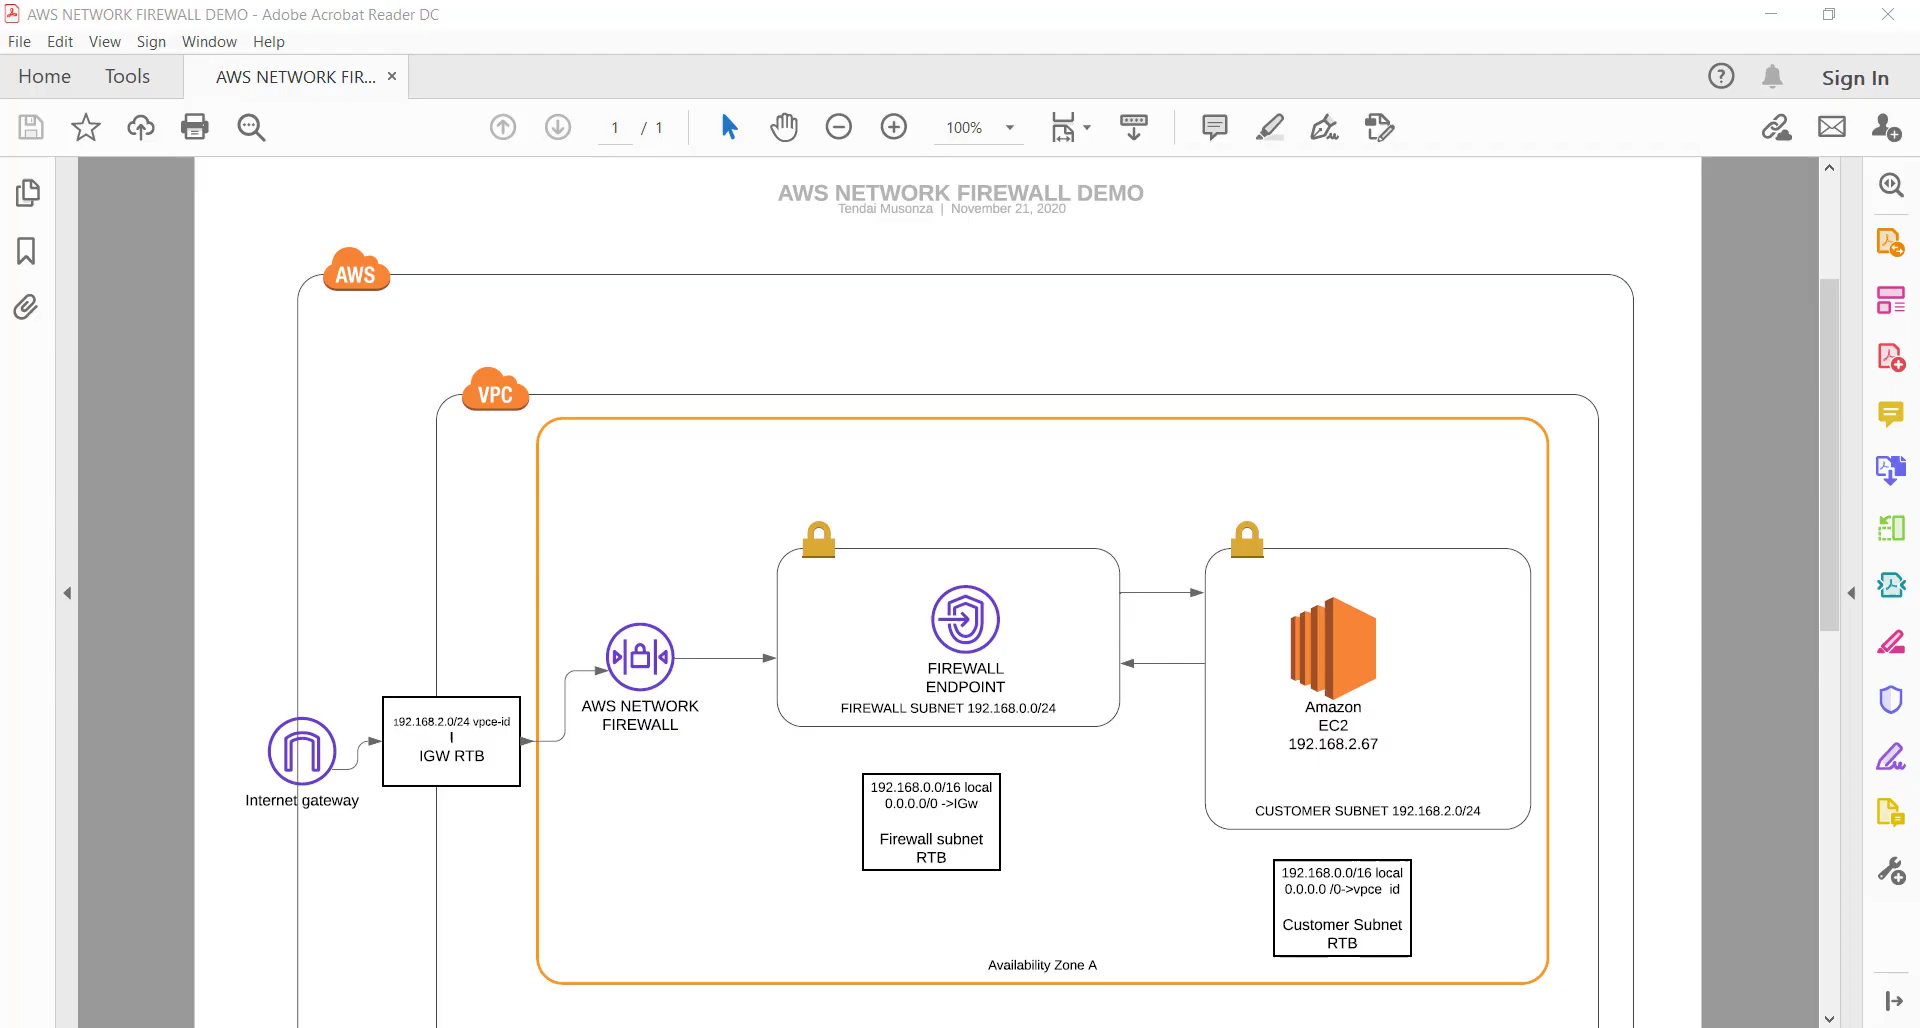 AWS NETWORK FIREWALL DEMO - Adobe Acrobat Reader DC
File Edit View Sign Window Help
Home Tools AWS NETWORK FIR... × Sign In
1 / 1 100%
AWS NETWORK FIREWALL DEMO
Tendai Musonza | November 21, 2020
AWS
VPC
FIREWALL
ENDPOINT
FIREWALL SUBNET 192.168.0.0/24
AWS NETWORK
FIREWALL
Amazon
EC2
192.168.2.67
192.168.2.0/24 vpce-id
IGW RTB
Internet gateway
192.168.0.0/16 local
0.0.0.0/0 ->IGw
Firewall subnet
RTB
CUSTOMER SUBNET 192.168.2.0/24
192.168.0.0/16 local
0.0.0.0 /0->vpce id
Customer Subnet
RTB
Availability Zone A